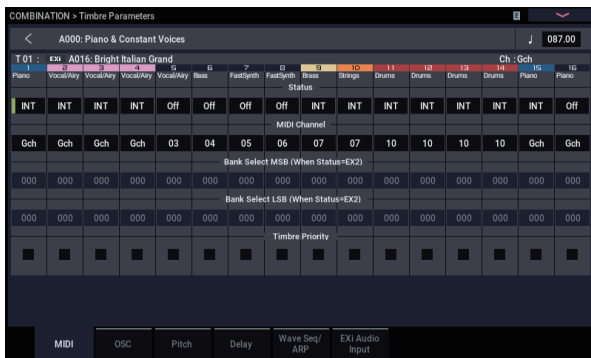 COMBINATION > Timbre Parameters E
A000: Piano & Constant Voices ♩ 087.00
T 01 : EXi A016: Bright Italian Grand Ch : Gch
1 2 3 4 5 6 7 8 9 10 11 12 13 14 15 16
Piano Vocal/Airy Vocal/Airy Vocal/Airy Vocal/Airy Bass FastSynth FastSynth Brass Strings Drums Drums Drums Drums Piano Piano
Status
INT INT INT INT Off Off Off Off INT INT INT INT INT INT INT Off
MIDI Channel
Gch Gch Gch Gch 03 04 05 06 07 07 10 10 10 10 Gch Gch
Bank Select MSB (When Status=EX2)
000 000 000 000 000 000 000 000 000 000 000 000 000 000 000 000
Bank Select LSB (When Status=EX2)
000 000 000 000 000 000 000 000 000 000 000 000 000 000 000 000
Timbre Priority
MIDI OSC Pitch Delay Wave Seq/ EXi Audio
ARP Input